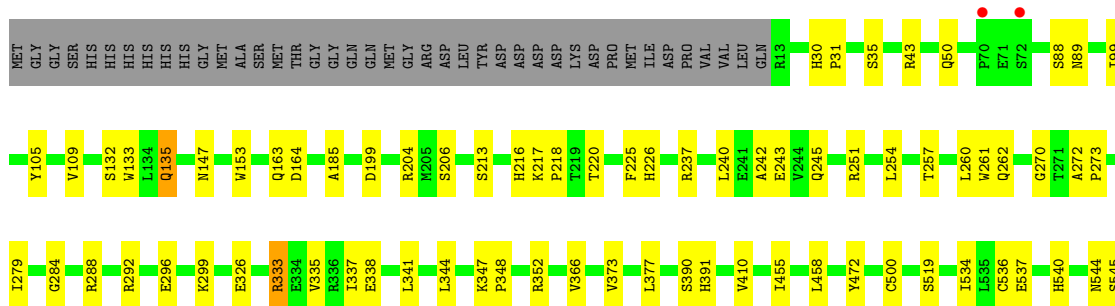 MET GLY GLY SER HIS HIS HIS HIS HIS HIS GLY MET ALA SER MET THR GLY GLY GLN GLN MET GLY ARG ASP LEU TYR ASP ASP ASP ASP LYS ASP PRO MET ILE ASP PRO VAL VAL LEU GLN R13 H30 P31 S35 R43 Q50 P70 E71 S72 S88 N89 I99
Y105 V109 S132 W133 L134 Q135 N147 W153 Q163 D164 A185 D199 R204 M205 S206 S213 H216 K217 P218 T219 T220 F225 H226 R237 L240 E241 A242 E243 V244 Q245 R251 L254 T257 L260 W261 Q262 G270 T271 A272 P273
I279 G284 R288 R292 E296 K299 E326 R333 E334 V335 R336 I337 E338 L341 L344 K347 P348 R352 V366 V373 L377 S390 H391 V410 I455 L458 Y472 C500 S519 I534 L535 C536 E537 H540 N544